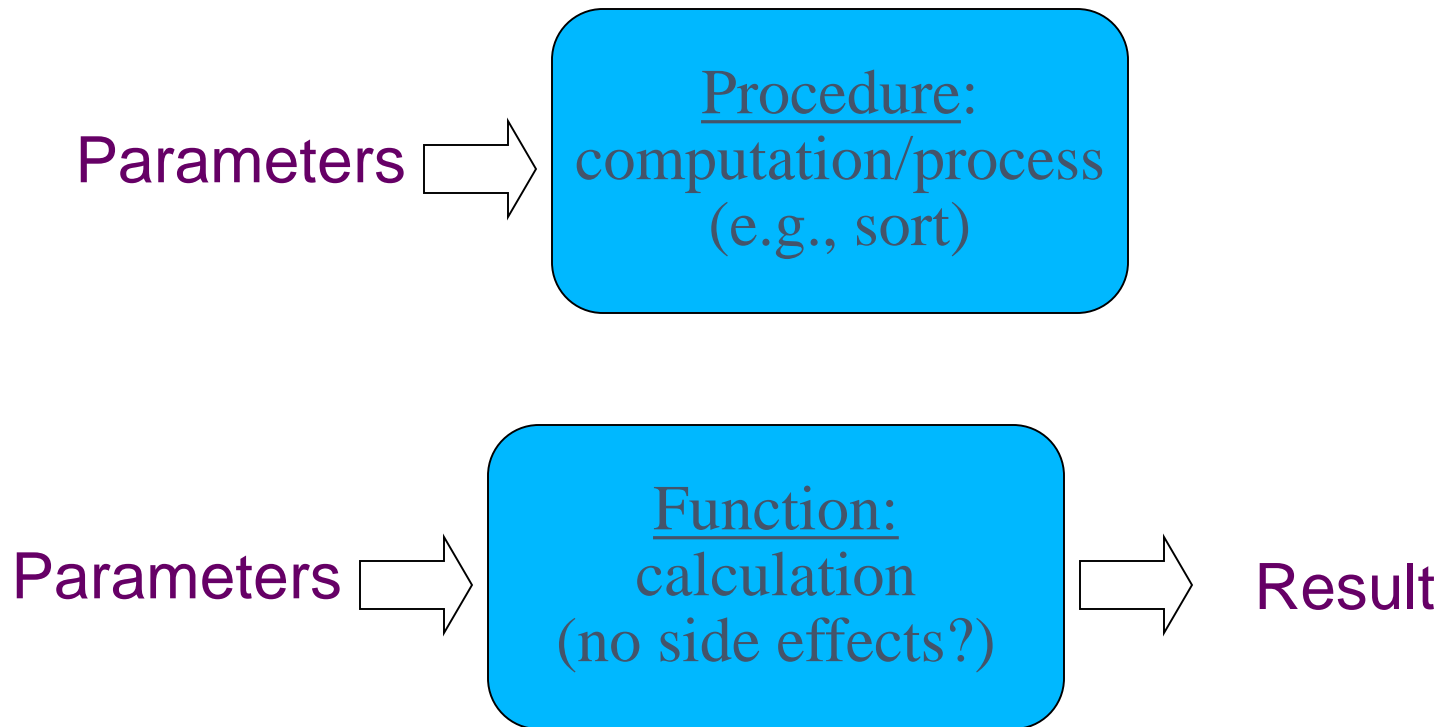 Parameters
Procedure:
computation/process
(e.g., sort)
Parameters
Function:
calculation
(no side effects?)
Result